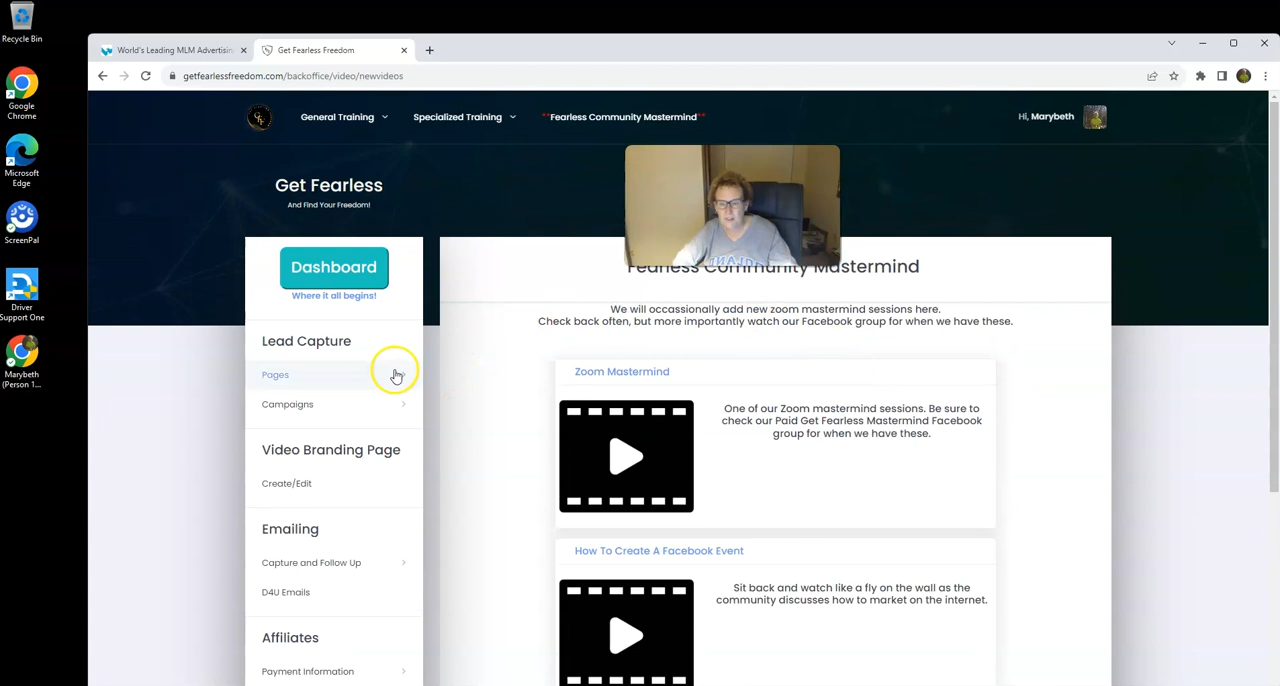 Recycle Bin
Google
Chrome
Microsoft
Edge
ScreenPal
Driver
Support One
Marybeth
(Person 1...
World's Leading MLM Advertisin
Get Fearless Freedom
getfearlessfreedom.com/backoffice/video/newvideos
General Training
Specialized Training
**Fearless Community Mastermind**
Hi, Marybeth
Get Fearless
And Find Your Freedom!
Dashboard
Where it all begins!
Lead Capture
Pages
Campaigns
Video Branding Page
Create/Edit
Emailing
Capture and Follow Up
D4U Emails
Affiliates
Payment Information
Fearless Community Mastermind
We will occassionally add new zoom mastermind sessions here.
Check back often, but more importantly watch our Facebook group for when we have these.
Zoom Mastermind
One of our Zoom mastermind sessions. Be sure to
check our Paid Get Fearless Mastermind Facebook
group for when we have these.
How To Create A Facebook Event
Sit back and watch like a fly on the wall as the
community discusses how to market on the internet.